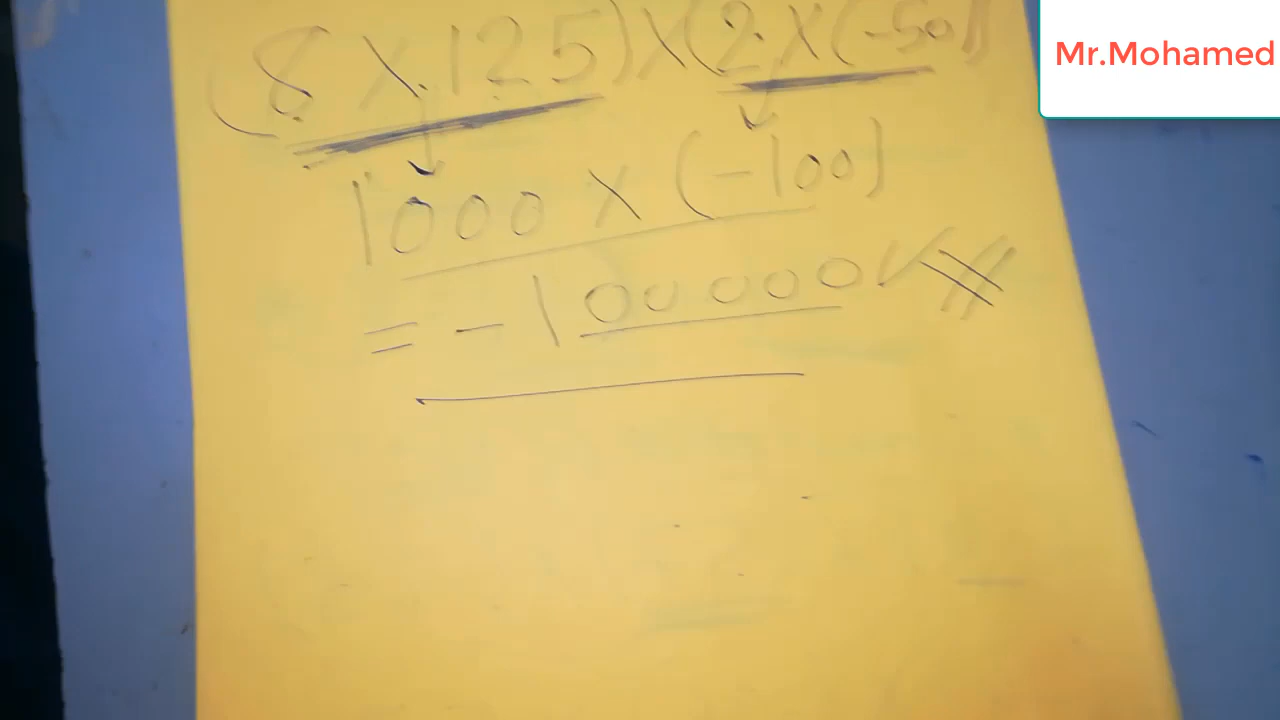 (8 X 125) X (2 X (-50))
Mr.Mohamed
1000 X (-100)
= - 100000